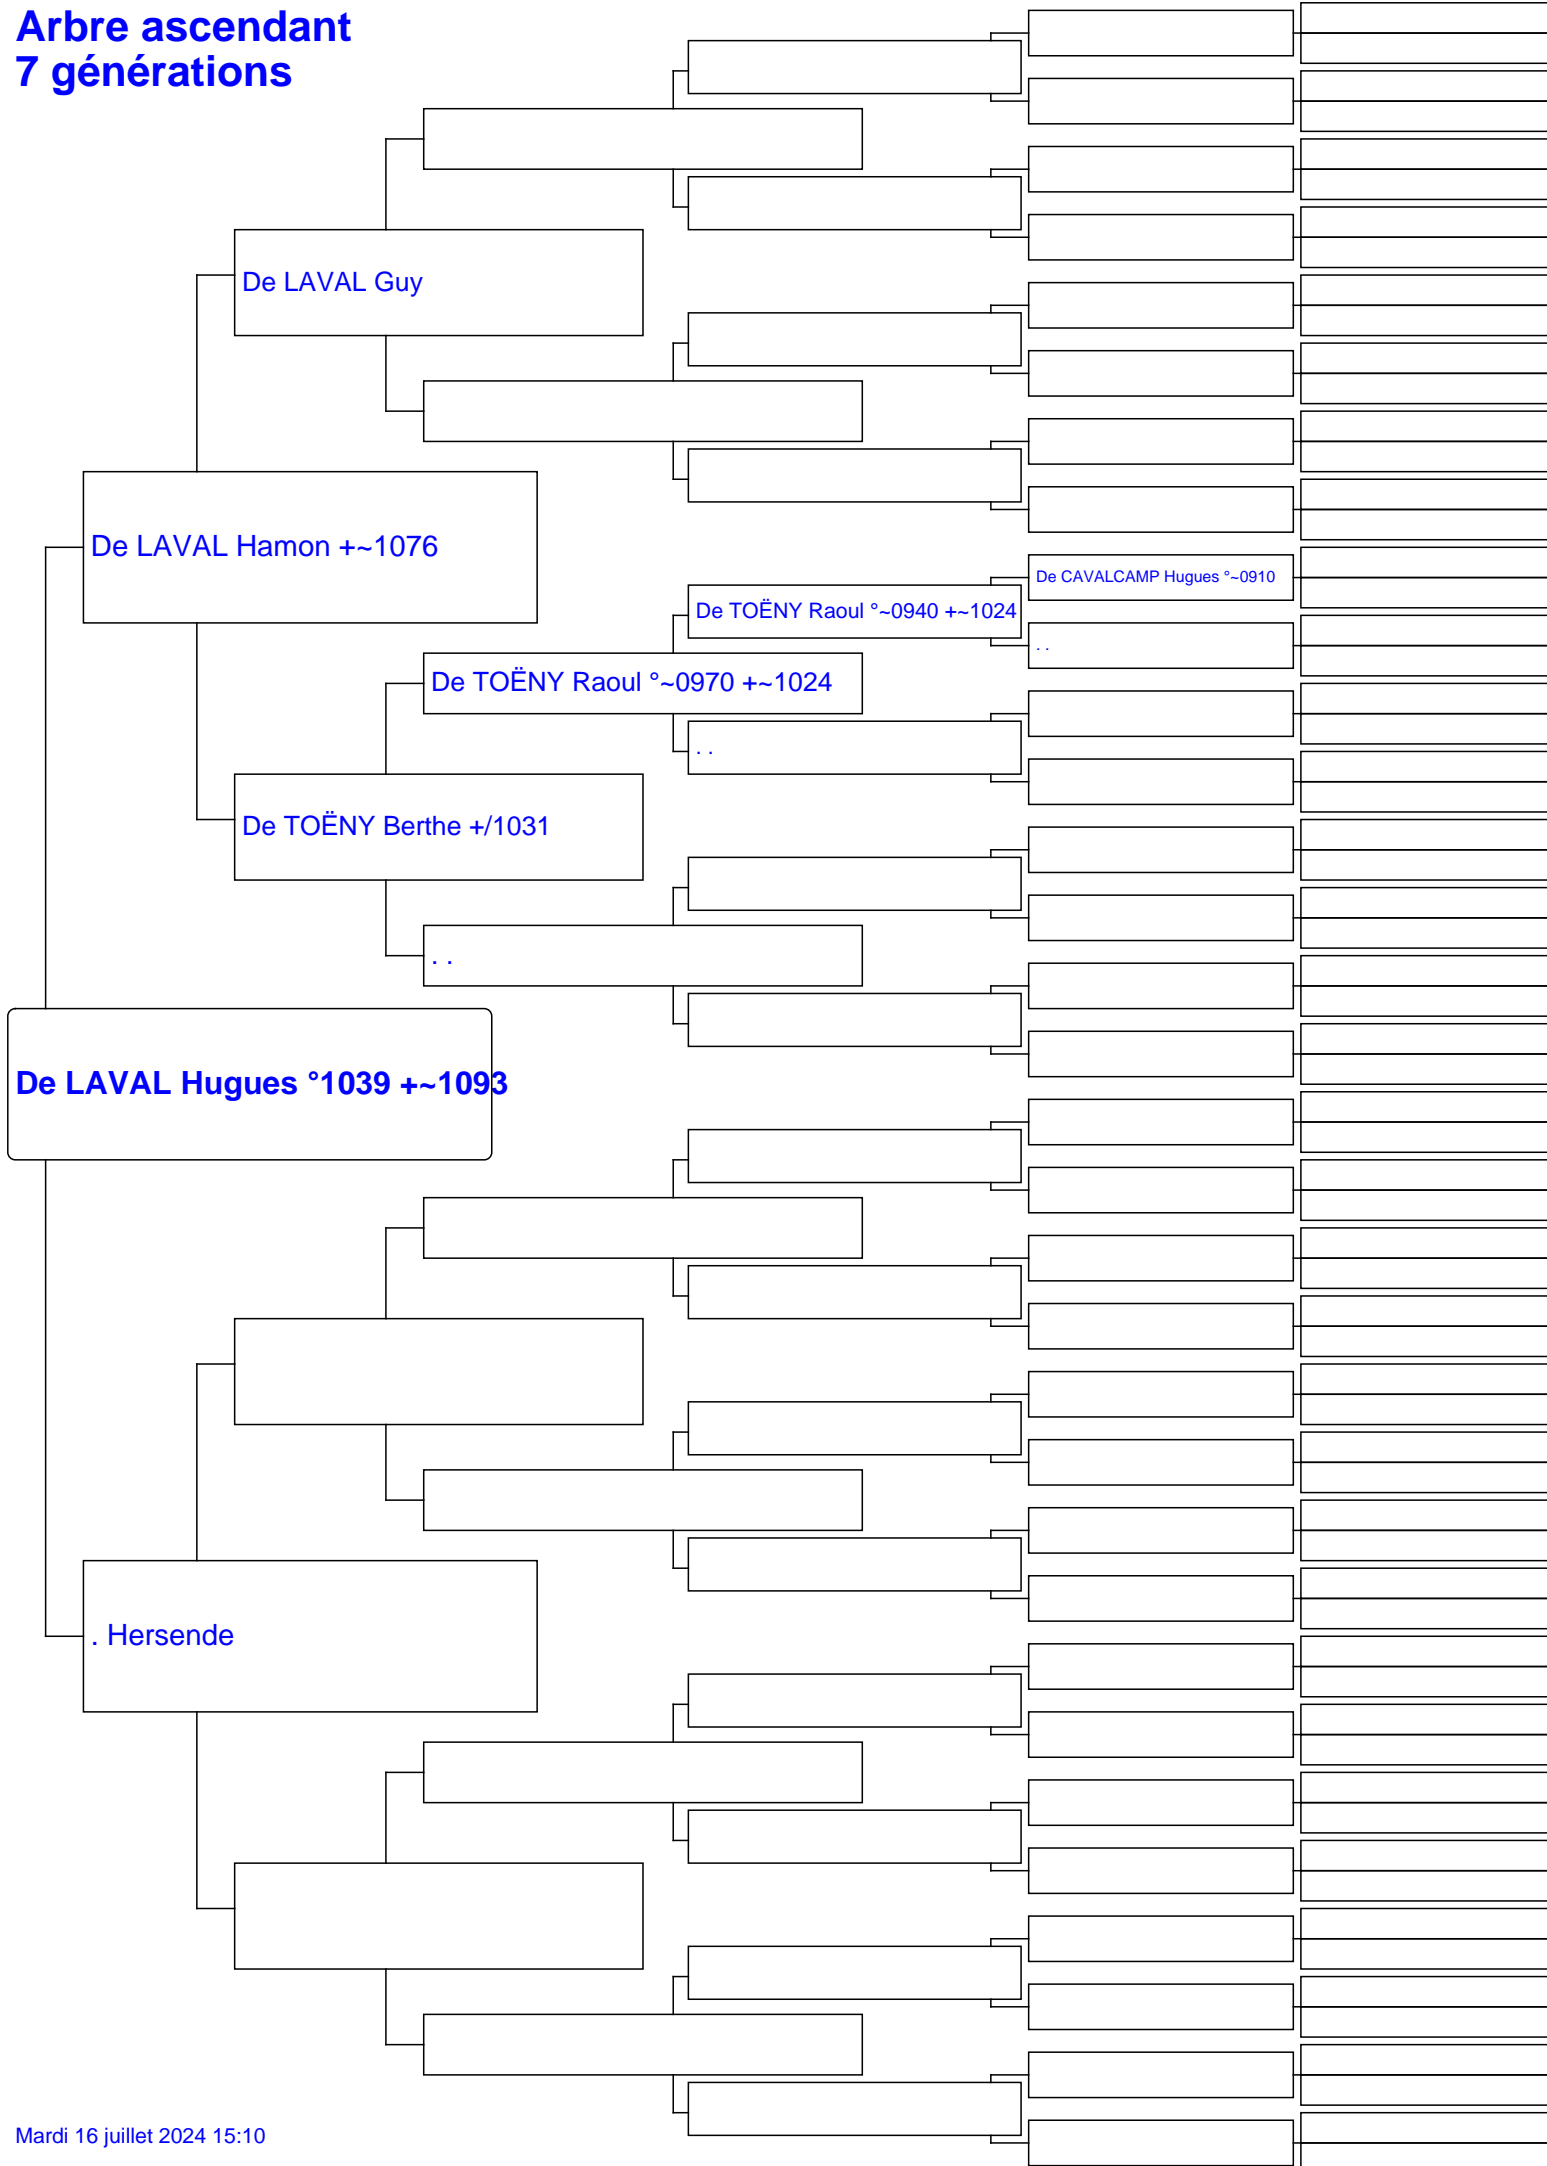 Arbre ascendant
7 générations
De LAVAL Guy
De LAVAL Hamon +~1076
De CAVALCAMP Hugues °~0910
De TOËNY Raoul °~0940 +~1024
. .
De TOËNY Raoul °~0970 +~1024
. .
De TOËNY Berthe +/1031
. .
De LAVAL Hugues °1039 +~1093
. Hersende
Mardi 16 juillet 2024 15:10